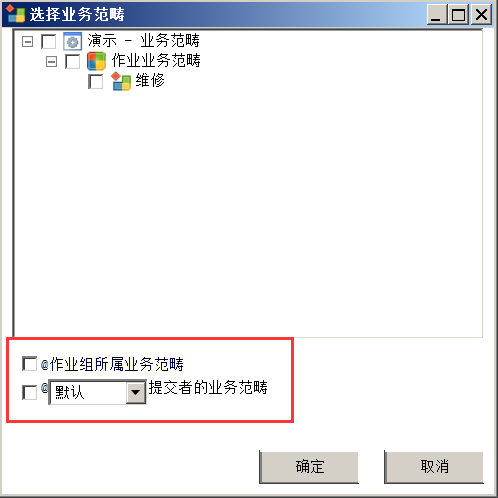 选择业务范畴
演示 - 业务范畴
作业业务范畴
维修
@作业组所属业务范畴
@ 默认 提交者的业务范畴
确定 取消